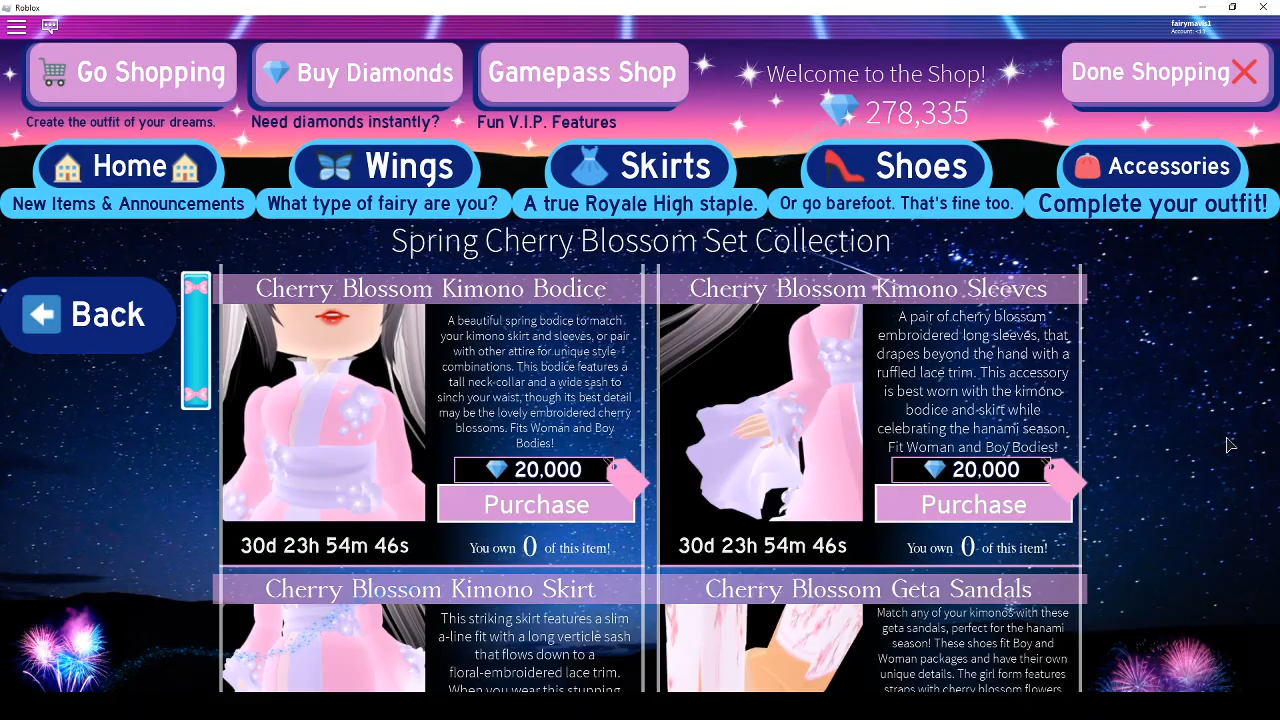 Roblox
fairymavis1
Account: <13
Go Shopping
Buy Diamonds
Gamepass Shop
Welcome to the Shop!
Done Shopping
278,335
Create the outfit of your dreams.
Need diamonds instantly?
Fun V.I.P. Features
Home
Wings
Skirts
Shoes
Accessories
New Items & Announcements
What type of fairy are you?
A true Royale High staple.
Or go barefoot. That's fine too.
Complete your outfit!
Spring Cherry Blossom Set Collection
Back
Cherry Blossom Kimono Bodice
A beautiful spring bodice to match
your kimono skirt and sleeves, or pair
with other attire for unique style
combinations. This bodice features a
tall neck-collar and a wide sash to
sinch your waist, though its best detail
may be the lovely embroidered cherry
blossoms. Fits Woman and Boy
Bodies!
20,000
Purchase
30d 23h 54m 46s
You own 0 of this item!
Cherry Blossom Kimono Sleeves
A pair of cherry blossom
embroidered long sleeves, that
drapes beyond the hand with a
ruffled lace trim. This accessory
is best worn with the kimono
bodice and skirt while
celebrating the hanami season.
Fit Woman and Boy Bodies!
20,000
Purchase
30d 23h 54m 46s
You own 0 of this item!
Cherry Blossom Kimono Skirt
This striking skirt features a slim
a-line fit with a long verticle sash
that flows down to a
floral-embroidered lace trim.
When you wear this stunning
Cherry Blossom Geta Sandals
Match any of your kimonos with these
geta sandals, perfect for the hanami
season! These shoes fit Boy and
Woman packages and have their own
unique details. The girl form features
straps with cherry blossom flowers